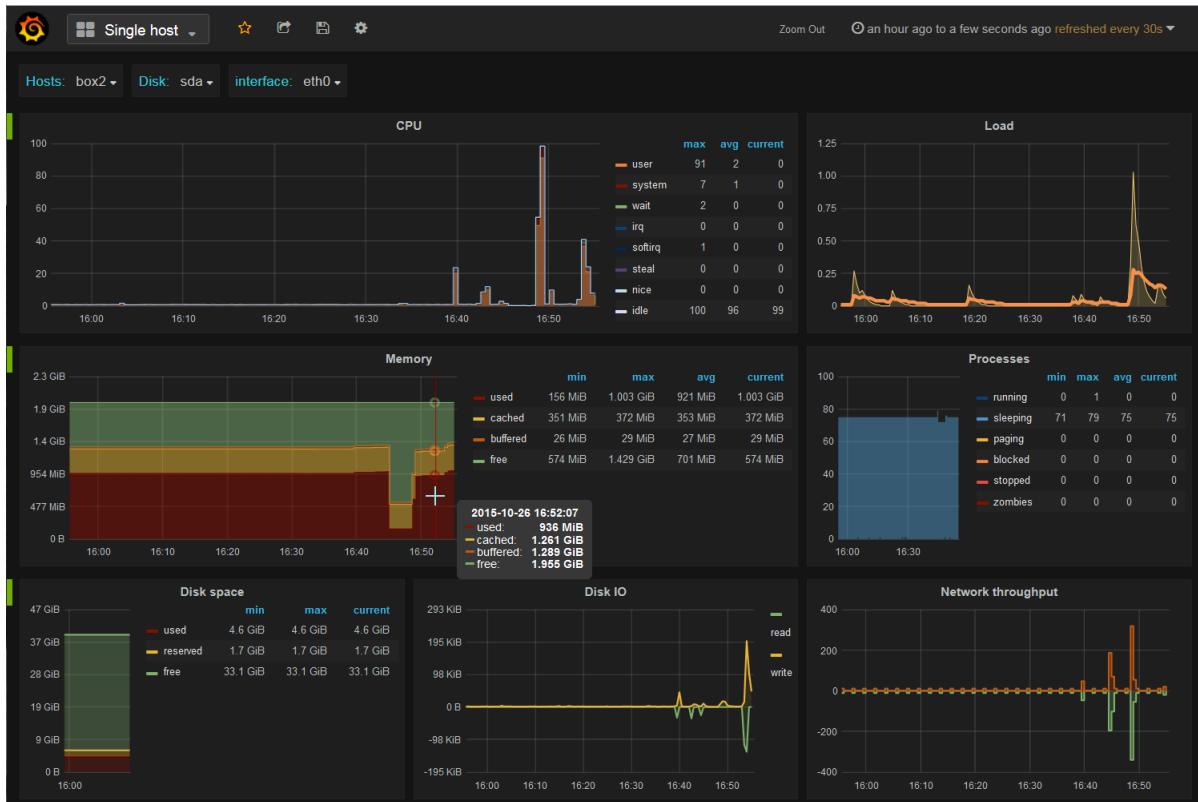 Single host
Zoom Out an hour ago to a few seconds ago refreshed every 30s
Hosts: box2 Disk: sda interface: eth0
CPU
100
80
60
40
20
0
16:00 16:10 16:20 16:30 16:40 16:50
max avg current
user 91 2 0
system 7 1 0
wait 2 0 0
irq 0 0 0
softirq 1 0 0
steal 0 0 0
nice 0 0 0
idle 100 96 99
Load
1.25
1.00
0.75
0.50
0.25
0
16:00 16:10 16:20 16:30 16:40 16:50
Memory
2.3 GiB
1.9 GiB
1.4 GiB
954 MiB
477 MiB
0 B
16:00 16:10 16:20 16:30 16:40 16:50
min max avg current
used 156 MiB 1.003 GiB 921 MiB 1.003 GiB
cached 351 MiB 372 MiB 353 MiB 372 MiB
buffered 26 MiB 29 MiB 27 MiB 29 MiB
free 574 MiB 1.429 GiB 701 MiB 574 MiB
2015-10-26 16:52:07
used: 936 MiB
cached: 1.261 GiB
buffered: 1.289 GiB
free: 1.955 GiB
Processes
100
80
60
40
20
0
16:00 16:30
min max avg current
running 0 1 0 0
sleeping 71 79 75 75
paging 0 0 0 0
blocked 0 0 0 0
stopped 0 0 0 0
zombies 0 0 0 0
Disk space
47 GiB
37 GiB
28 GiB
19 GiB
9 GiB
0 B
16:00
min max current
used 4.6 GiB 4.6 GiB 4.6 GiB
reserved 1.7 GiB 1.7 GiB 1.7 GiB
free 33.1 GiB 33.1 GiB 33.1 GiB
Disk IO
293 KiB
195 KiB
98 KiB
0 B
-98 KiB
-195 KiB
16:00 16:10 16:20 16:30 16:40 16:50
read
write
Network throughput
400
200
0
-200
-400
16:00 16:10 16:20 16:30 16:40 16:50